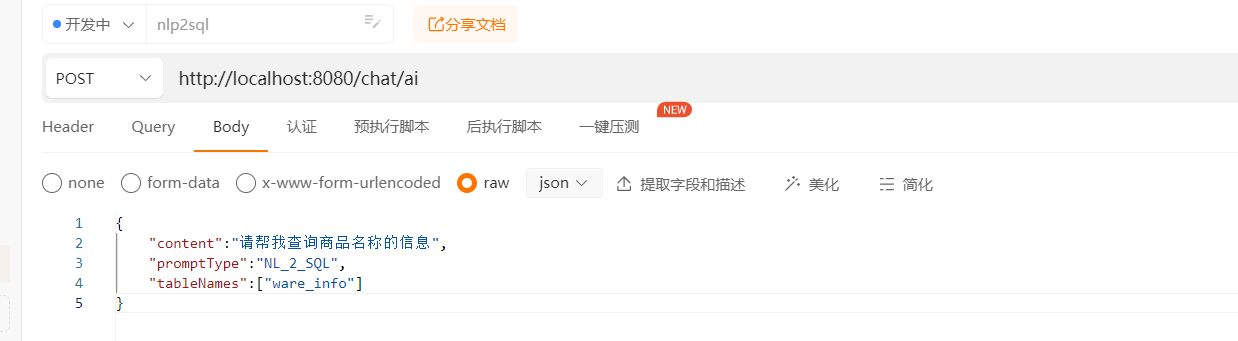 开发中 nlp2sql 分享文档
POST http://localhost:8080/chat/ai
NEW
Header Query Body 认证 预执行脚本 后执行脚本 一键压测
none form-data x-www-form-urlencoded raw json 提取字段和描述 美化 简化
1 {
2 "content":"请帮我查询商品名称的信息",
3 "promptType":"NL_2_SQL",
4 "tableNames":["ware_info"]
5 }